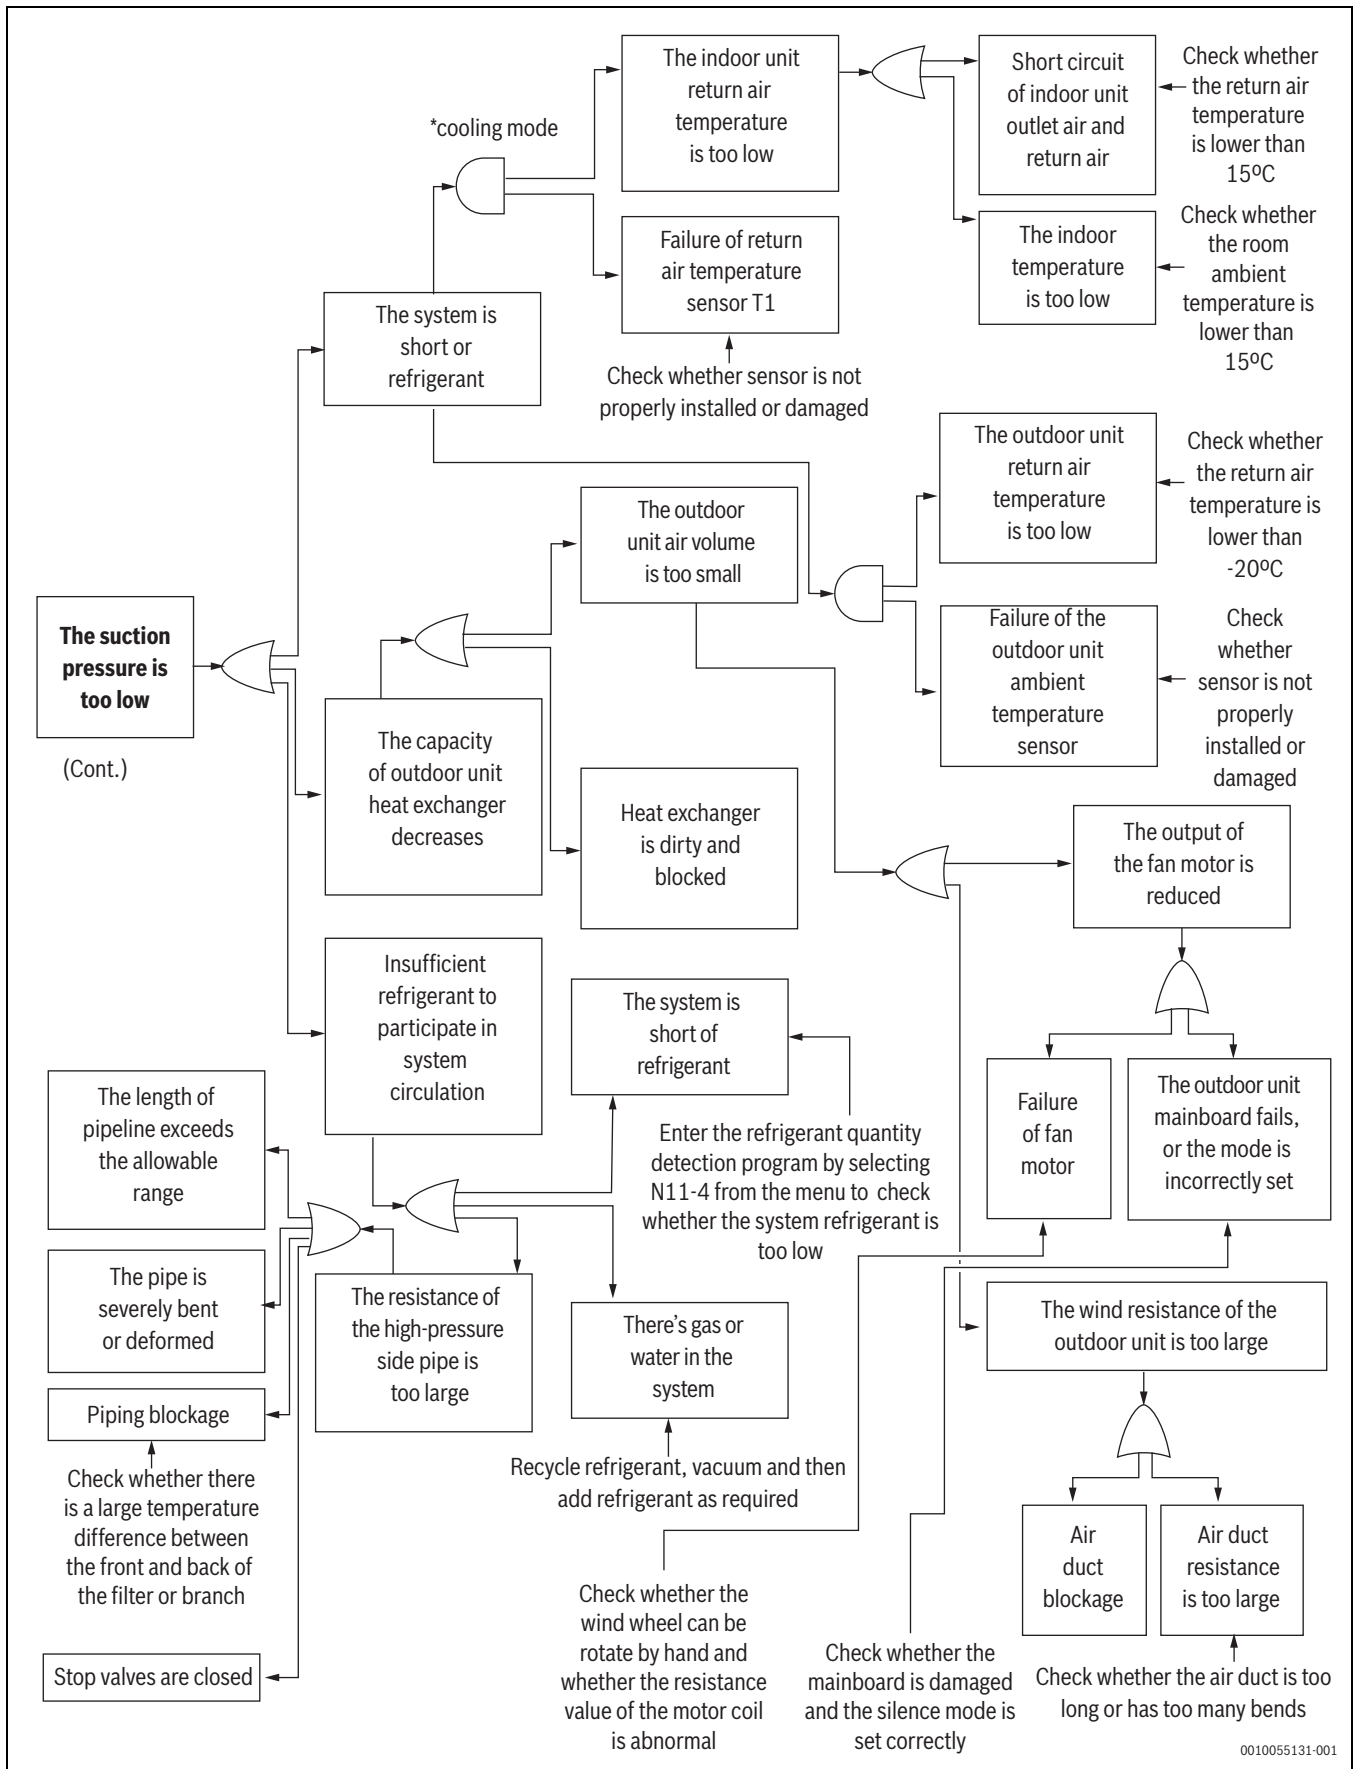 *cooling mode
The indoor unit
return air
temperature
is too low
Short circuit
of indoor unit
outlet air and
return air
Check whether
the return air
temperature
is lower than
15ºC
Failure of return
air temperature
sensor T1
The indoor
temperature
is too low
Check whether
the room
ambient
temperature is
lower than
15ºC
The system is
short or
refrigerant
Check whether sensor is not
properly installed or damaged
The outdoor unit
return air
temperature
is too low
Check whether
the return air
temperature is
lower than
-20ºC
The outdoor
unit air volume
is too small
The suction
pressure is
too low
(Cont.)
Failure of the
outdoor unit
ambient
temperature
sensor
Check
whether
sensor is not
properly
installed or
damaged
The capacity
of outdoor unit
heat exchanger
decreases
Heat exchanger
is dirty and
blocked
The output of
the fan motor is
reduced
Insufficient
refrigerant to
participate in
system
circulation
The system is
short of
refrigerant
Failure
of fan
motor
The outdoor unit
mainboard fails,
or the mode is
incorrectly set
The length of
pipeline exceeds
the allowable
range
Enter the refrigerant quantity
detection program by selecting
N11-4 from the menu to  check
whether the system refrigerant is
too low
The pipe is
severely bent
or deformed
The resistance of
the high-pressure
side pipe is
too large
There's gas or
water in the
system
The wind resistance of the
outdoor unit is too large
Piping blockage
Check whether there
is a large temperature
difference between
the front and back of
the filter or branch
Recycle refrigerant, vacuum and then
add refrigerant as required
Air
duct
blockage
Air duct
resistance
is too large
Stop valves are closed
Check whether the
wind wheel can be
rotate by hand and
whether the resistance
value of the motor coil
is abnormal
Check whether the
mainboard is damaged
and the silence mode is
set correctly
Check whether the air duct is too
long or has too many bends
0010055131-001